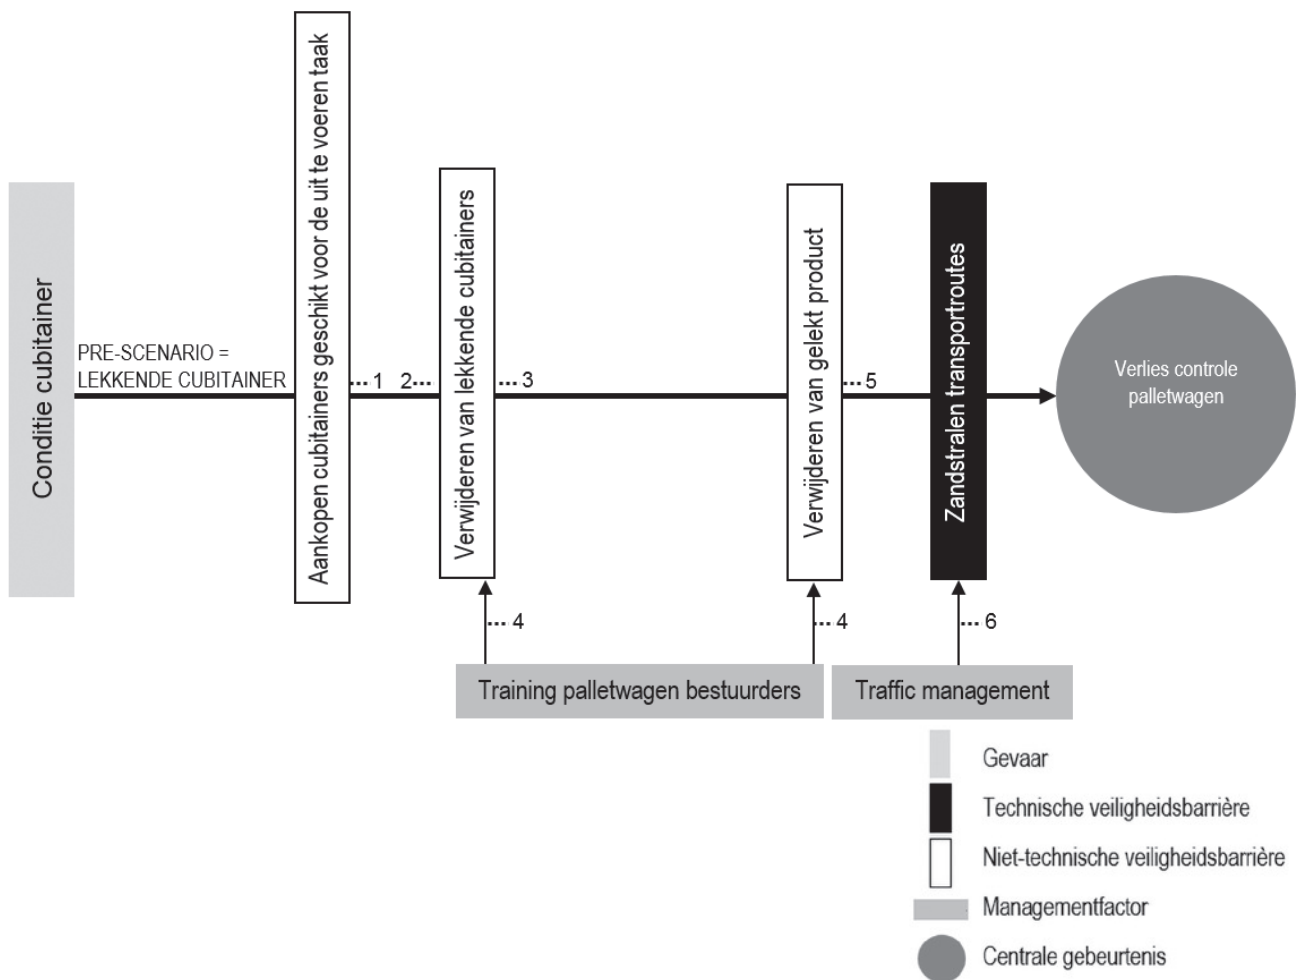 Conditie cubitainer
PRE-SCENARIO =
LEKKENDE CUBITAINER
Aankopen cubitainers geschikt voor de uit te voeren taak
1
2
Verwijderen van lekkende cubitainers
3
Verwijderen van gelekt product
5
Zandstralen transportroutes
Verlies controle
palletwagen
4
4
6
Training palletwagen bestuurders
Traffic management
Gevaar
Technische veiligheidsbarrière
Niet-technische veiligheidsbarrière
Managementfactor
Centrale gebeurtenis